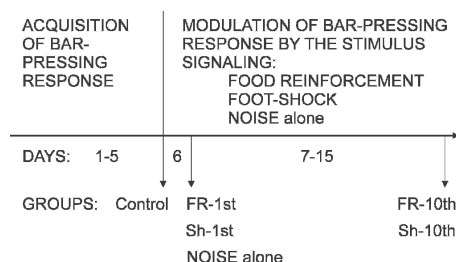 ACQUISITION
OF BAR-
PRESSING
RESPONSE
MODULATION OF BAR-PRESSING
RESPONSE BY THE STIMULUS
SIGNALING:
FOOD REINFORCEMENT
FOOT-SHOCK
NOISE alone
DAYS: 1-5 6 7-15
GROUPS: Control FR-1st FR-10th
Sh-1st Sh-10th
NOISE alone